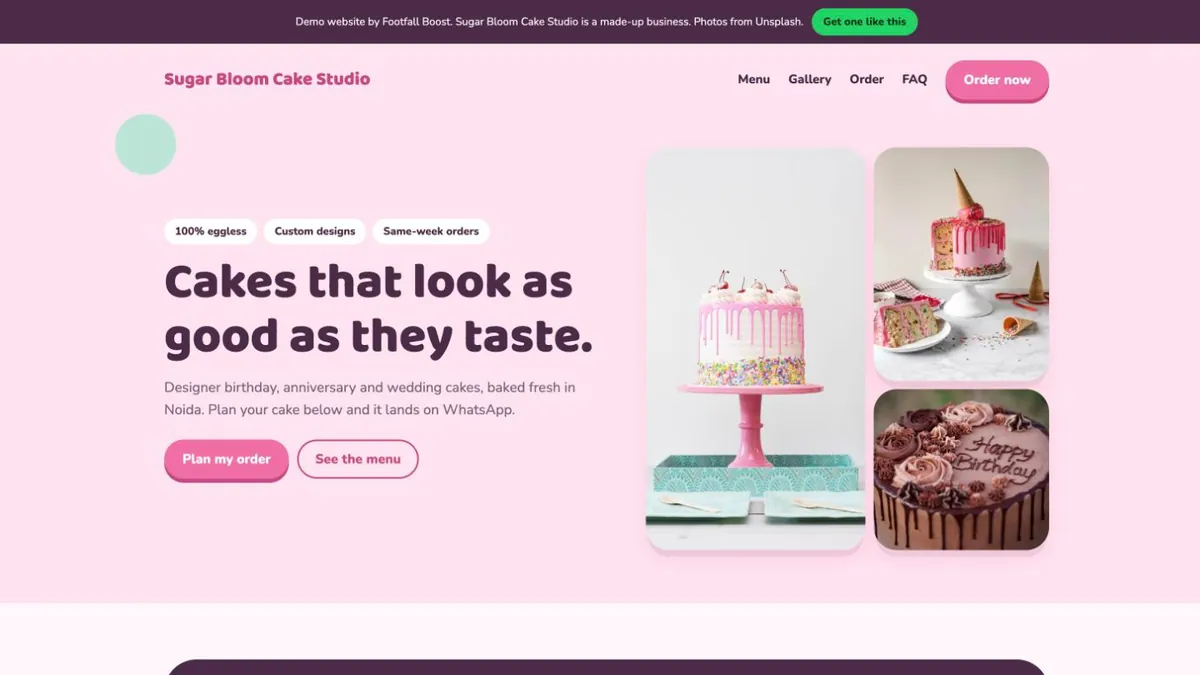 Demo website by Footfall Boost. Sugar Bloom Cake Studio is a made-up business. Photos from Unsplash.
Get one like this
Sugar Bloom Cake Studio
Menu
Gallery
Order
FAQ
Order now
100% eggless
Custom designs
Same-week orders
Cakes that look as
good as they taste.
Designer birthday, anniversary and wedding cakes, baked fresh in
Noida. Plan your cake below and it lands on WhatsApp.
Plan my order
See the menu
Happy
Birthday